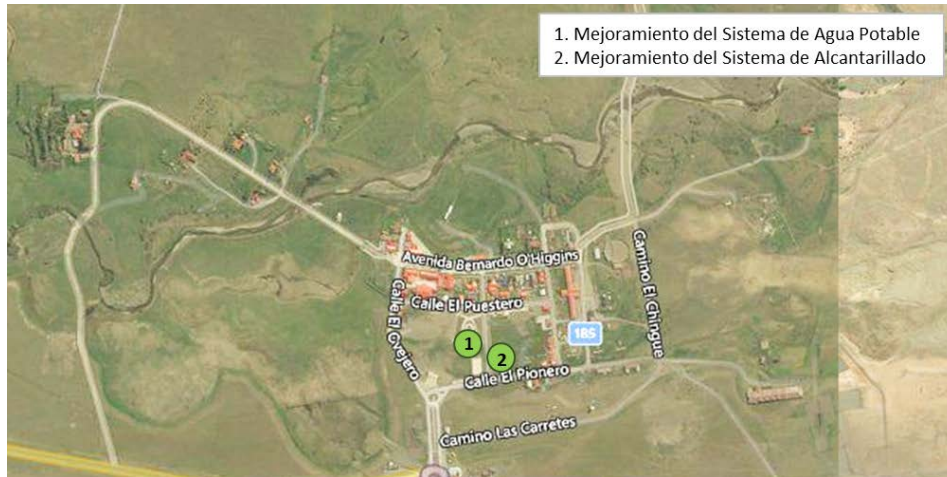 1. Mejoramiento del Sistema de Agua Potable
2. Mejoramiento del Sistema de Alcantarillado
Avenida Bernardo O'Higgins
Camino El Chingue
Calle El Ovejero
Calle El Puestero
185
1
2
Calle El Pionero
Camino Las Carretes